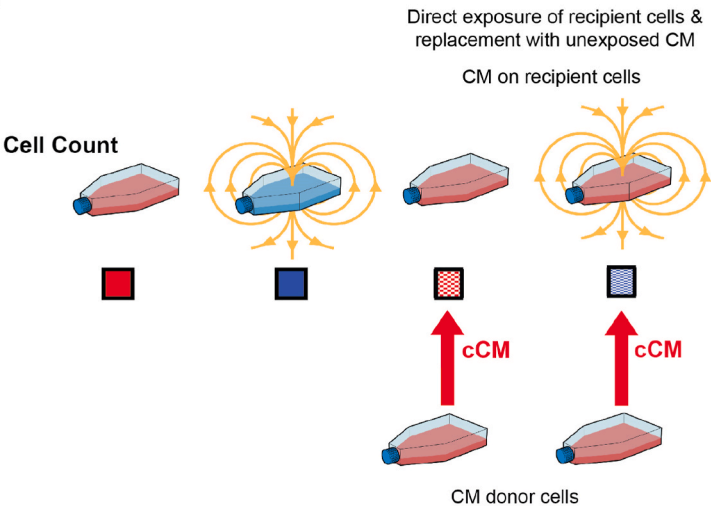 Direct exposure of recipient cells &
replacement with unexposed CM
CM on recipient cells
Cell Count
cCM
cCM
CM donor cells